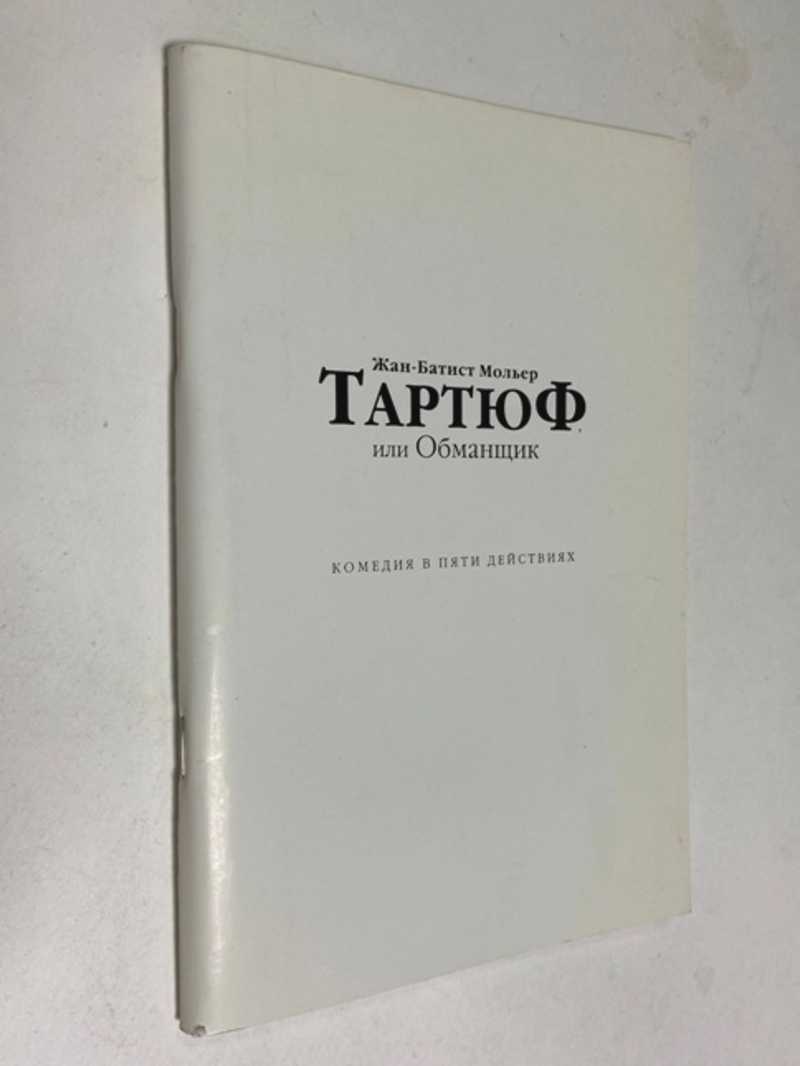 Жан-Батист Мольер
Тартюф,
или Обманщик
КОМЕДИЯ В ПЯТИ ДЕЙСТВИЯХ